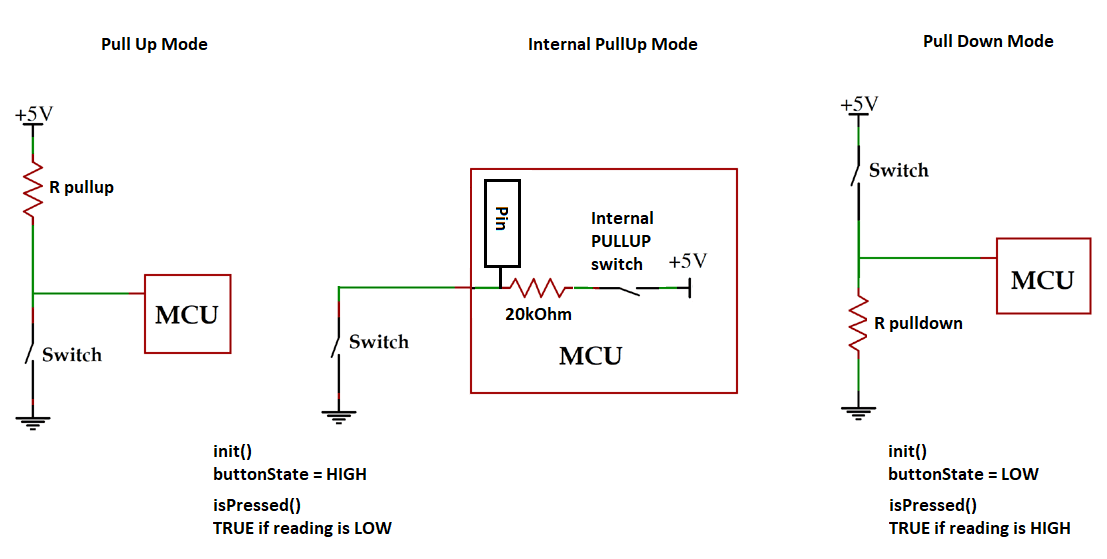 Pull Up Mode
Internal PullUp Mode
Pull Down Mode
+5V
R pullup
MCU
Switch
Pin
Internal
PULLUP
switch
+5V
20kOhm
Switch
MCU
+5V
Switch
MCU
R pulldown
init()
buttonState = HIGH
isPressed()
TRUE if reading is LOW
init()
buttonState = LOW
isPressed()
TRUE if reading is HIGH